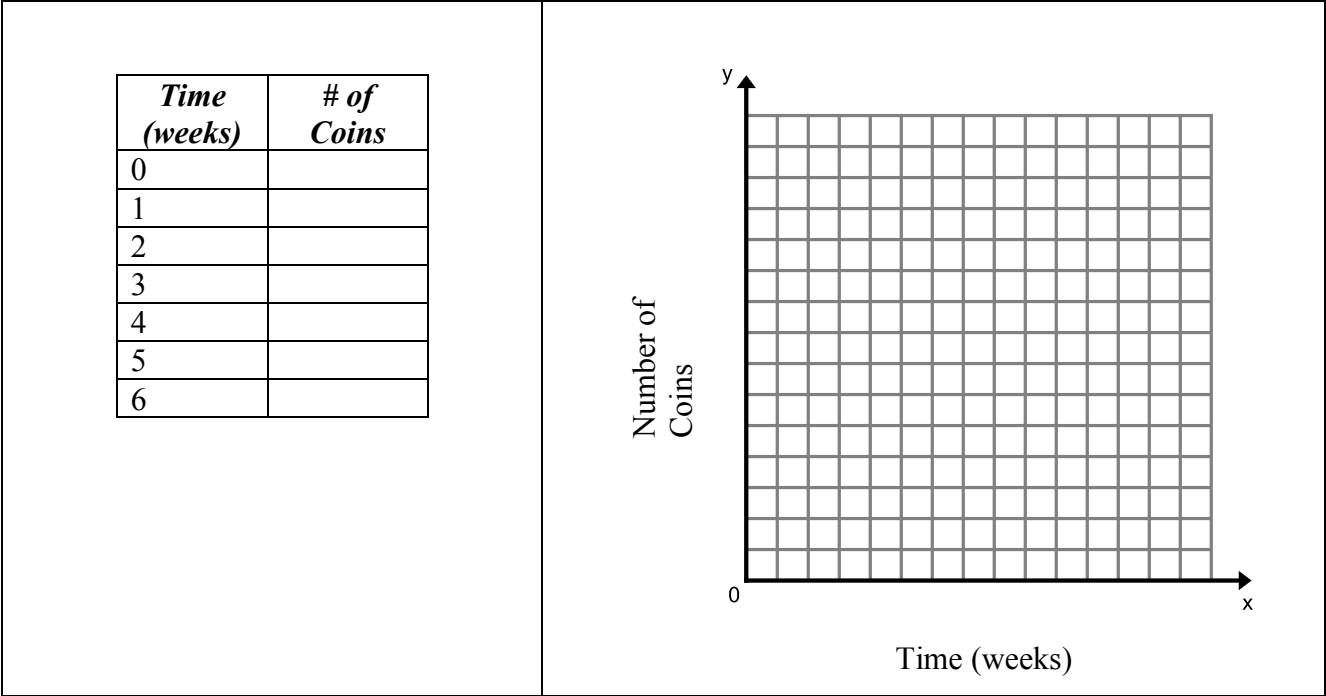 Time
(weeks)
# of
Coins
0
1
2
3
4
5
6
y
Number of
Coins
0
x
Time (weeks)